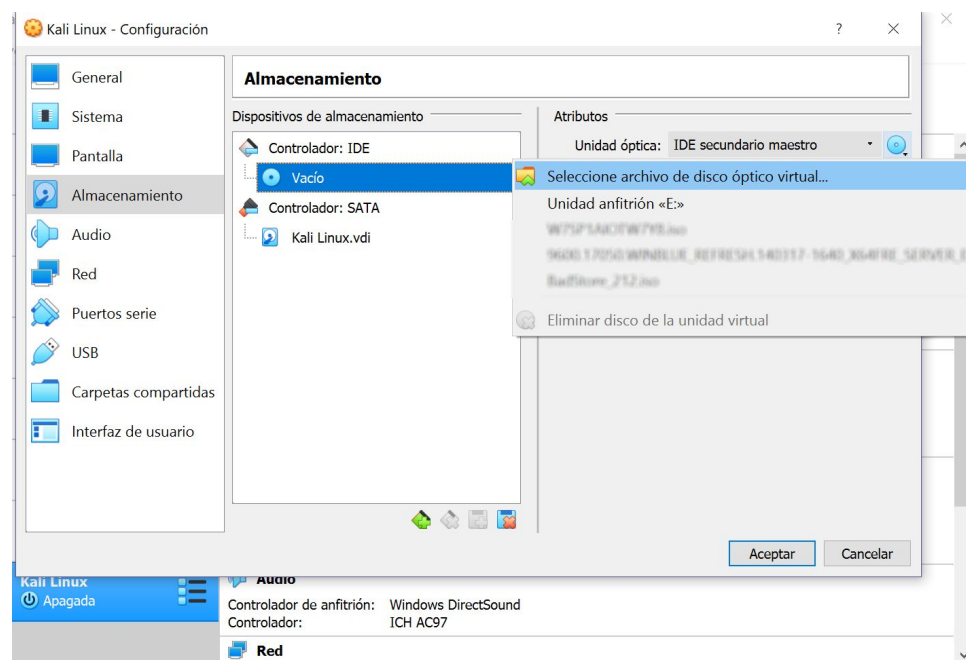 Kali Linux - Configuración
?
General
Sistema
Pantalla
Almacenamiento
Audio
Red
Puertos serie
USB
Carpetas compartidas
Interfaz de usuario
Almacenamiento
Dispositivos de almacenamiento
Controlador: IDE
Vacío
Controlador: SATA
Kali Linux.vdi
Atributos
Unidad óptica: IDE secundario maestro
Seleccione archivo de disco óptico virtual...
Unidad anfitrión «E:»
BadStore_212.iso
Eliminar disco de la unidad virtual
Aceptar
Cancelar
Kali Linux
Apagada
Audio
Controlador de anfitrión: Windows DirectSound
Controlador: ICH AC97
Red